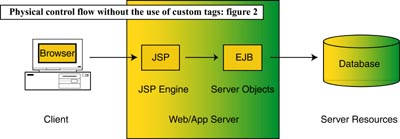 Physical control flow without the use of custom tags: figure 2
Browser
JSP
EJB
Database
JSP Engine
Server Objects
Client
Web/App Server
Server Resources